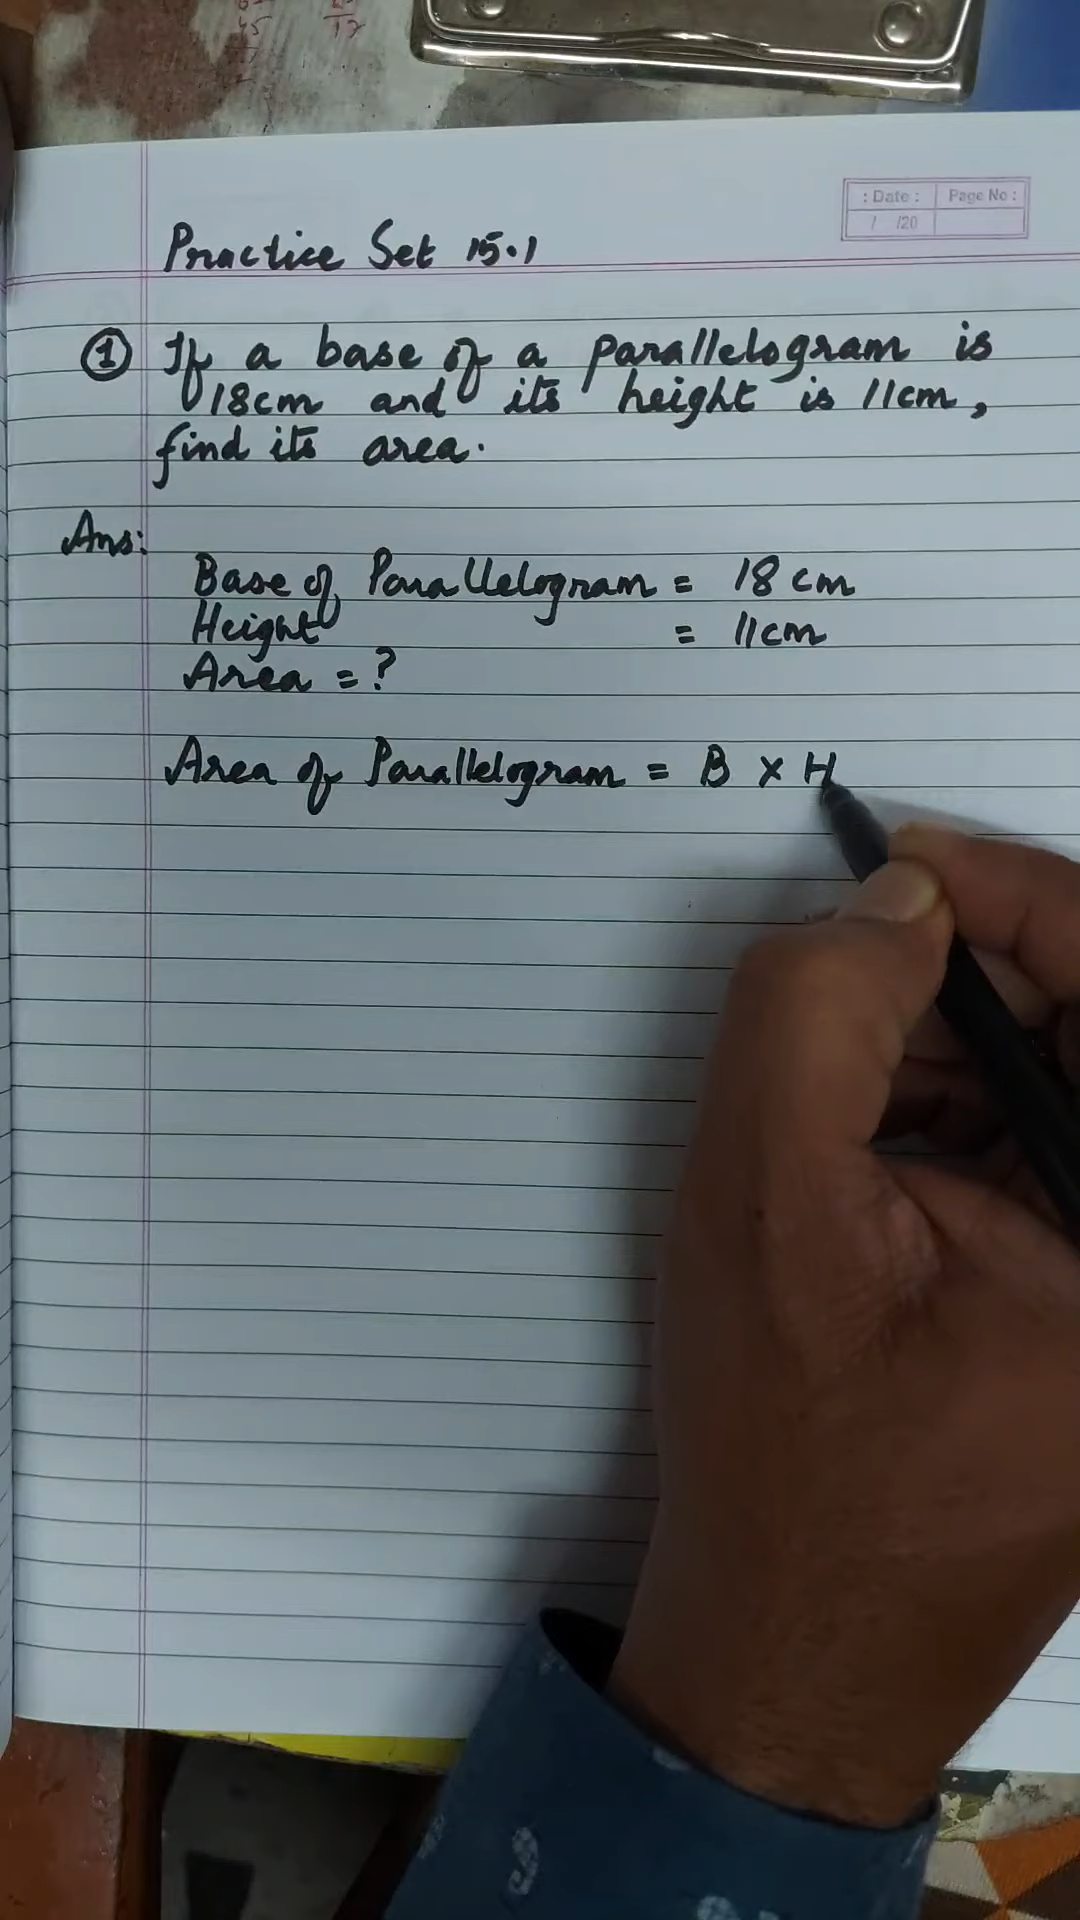 : Date :
Page No :
/ /20
Practice Set 15.1
① If a base of a parallelogram is
18cm and its height is 11cm,
find its area.
Ans:
Base of Parallelogram = 18 cm
Height = 11cm
Area = ?
Area of Parallelogram = B × H